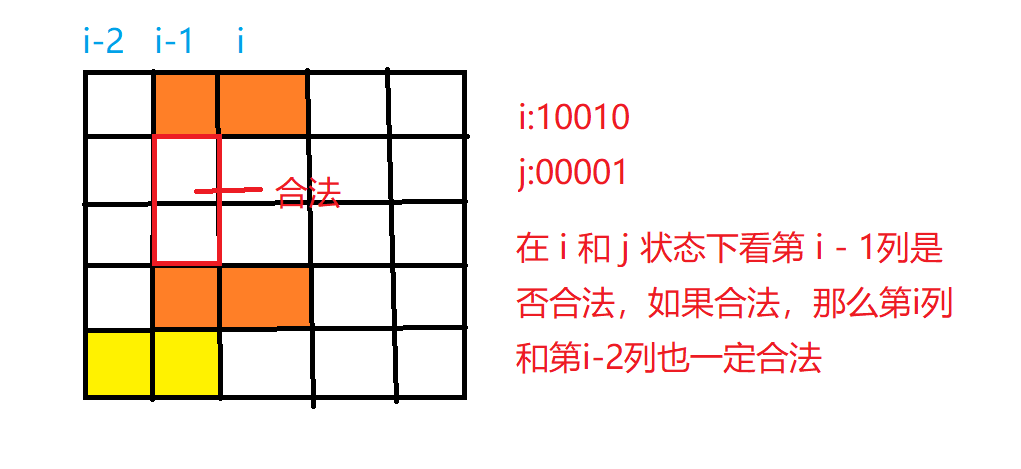 i-2 i-1 i
i:10010
j:00001
合法
在 i 和 j 状态下看第 i - 1列是
否合法，如果合法，那么第i列
和第i-2列也一定合法